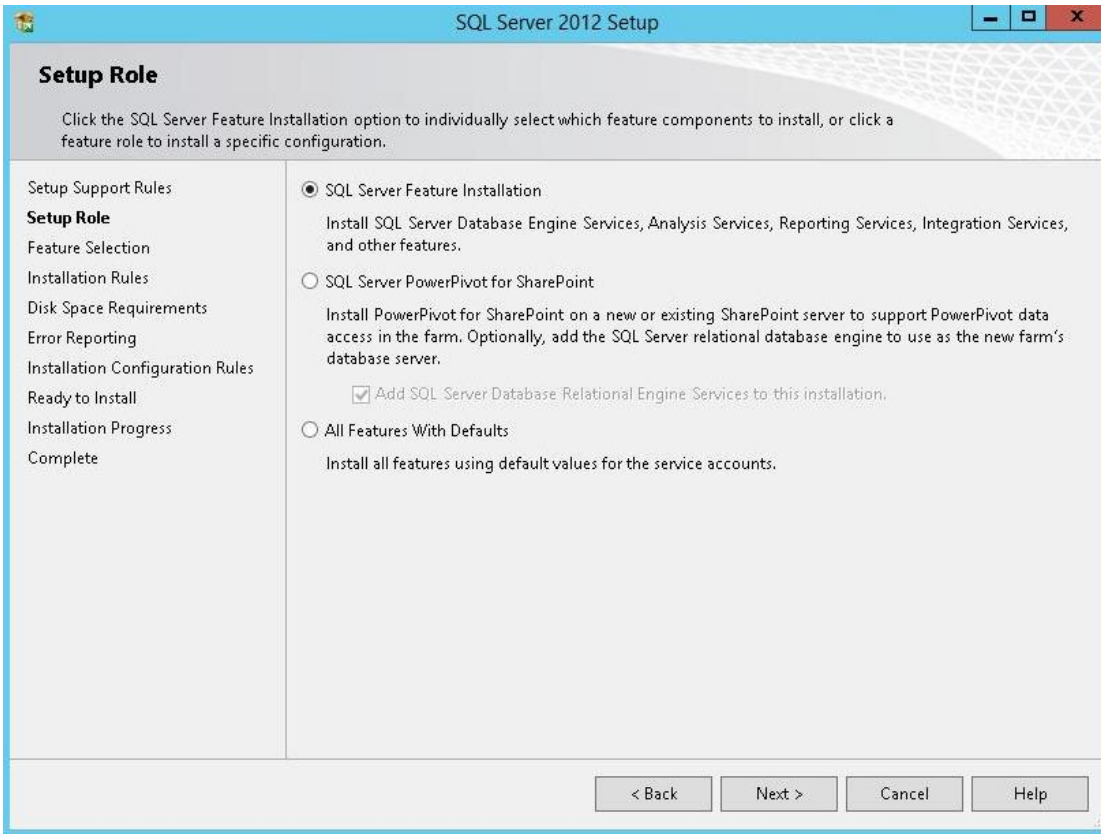 SQL Server 2012 Setup
Setup Role
Click the SQL Server Feature Installation option to individually select which feature components to install, or click a
feature role to install a specific configuration.
Setup Support Rules
Setup Role
Feature Selection
Installation Rules
Disk Space Requirements
Error Reporting
Installation Configuration Rules
Ready to Install
Installation Progress
Complete
SQL Server Feature Installation
Install SQL Server Database Engine Services, Analysis Services, Reporting Services, Integration Services,
and other features.
SQL Server PowerPivot for SharePoint
Install PowerPivot for SharePoint on a new or existing SharePoint server to support PowerPivot data
access in the farm. Optionally, add the SQL Server relational database engine to use as the new farm's
database server.
Add SQL Server Database Relational Engine Services to this installation.
All Features With Defaults
Install all features using default values for the service accounts.
< Back
Next >
Cancel
Help